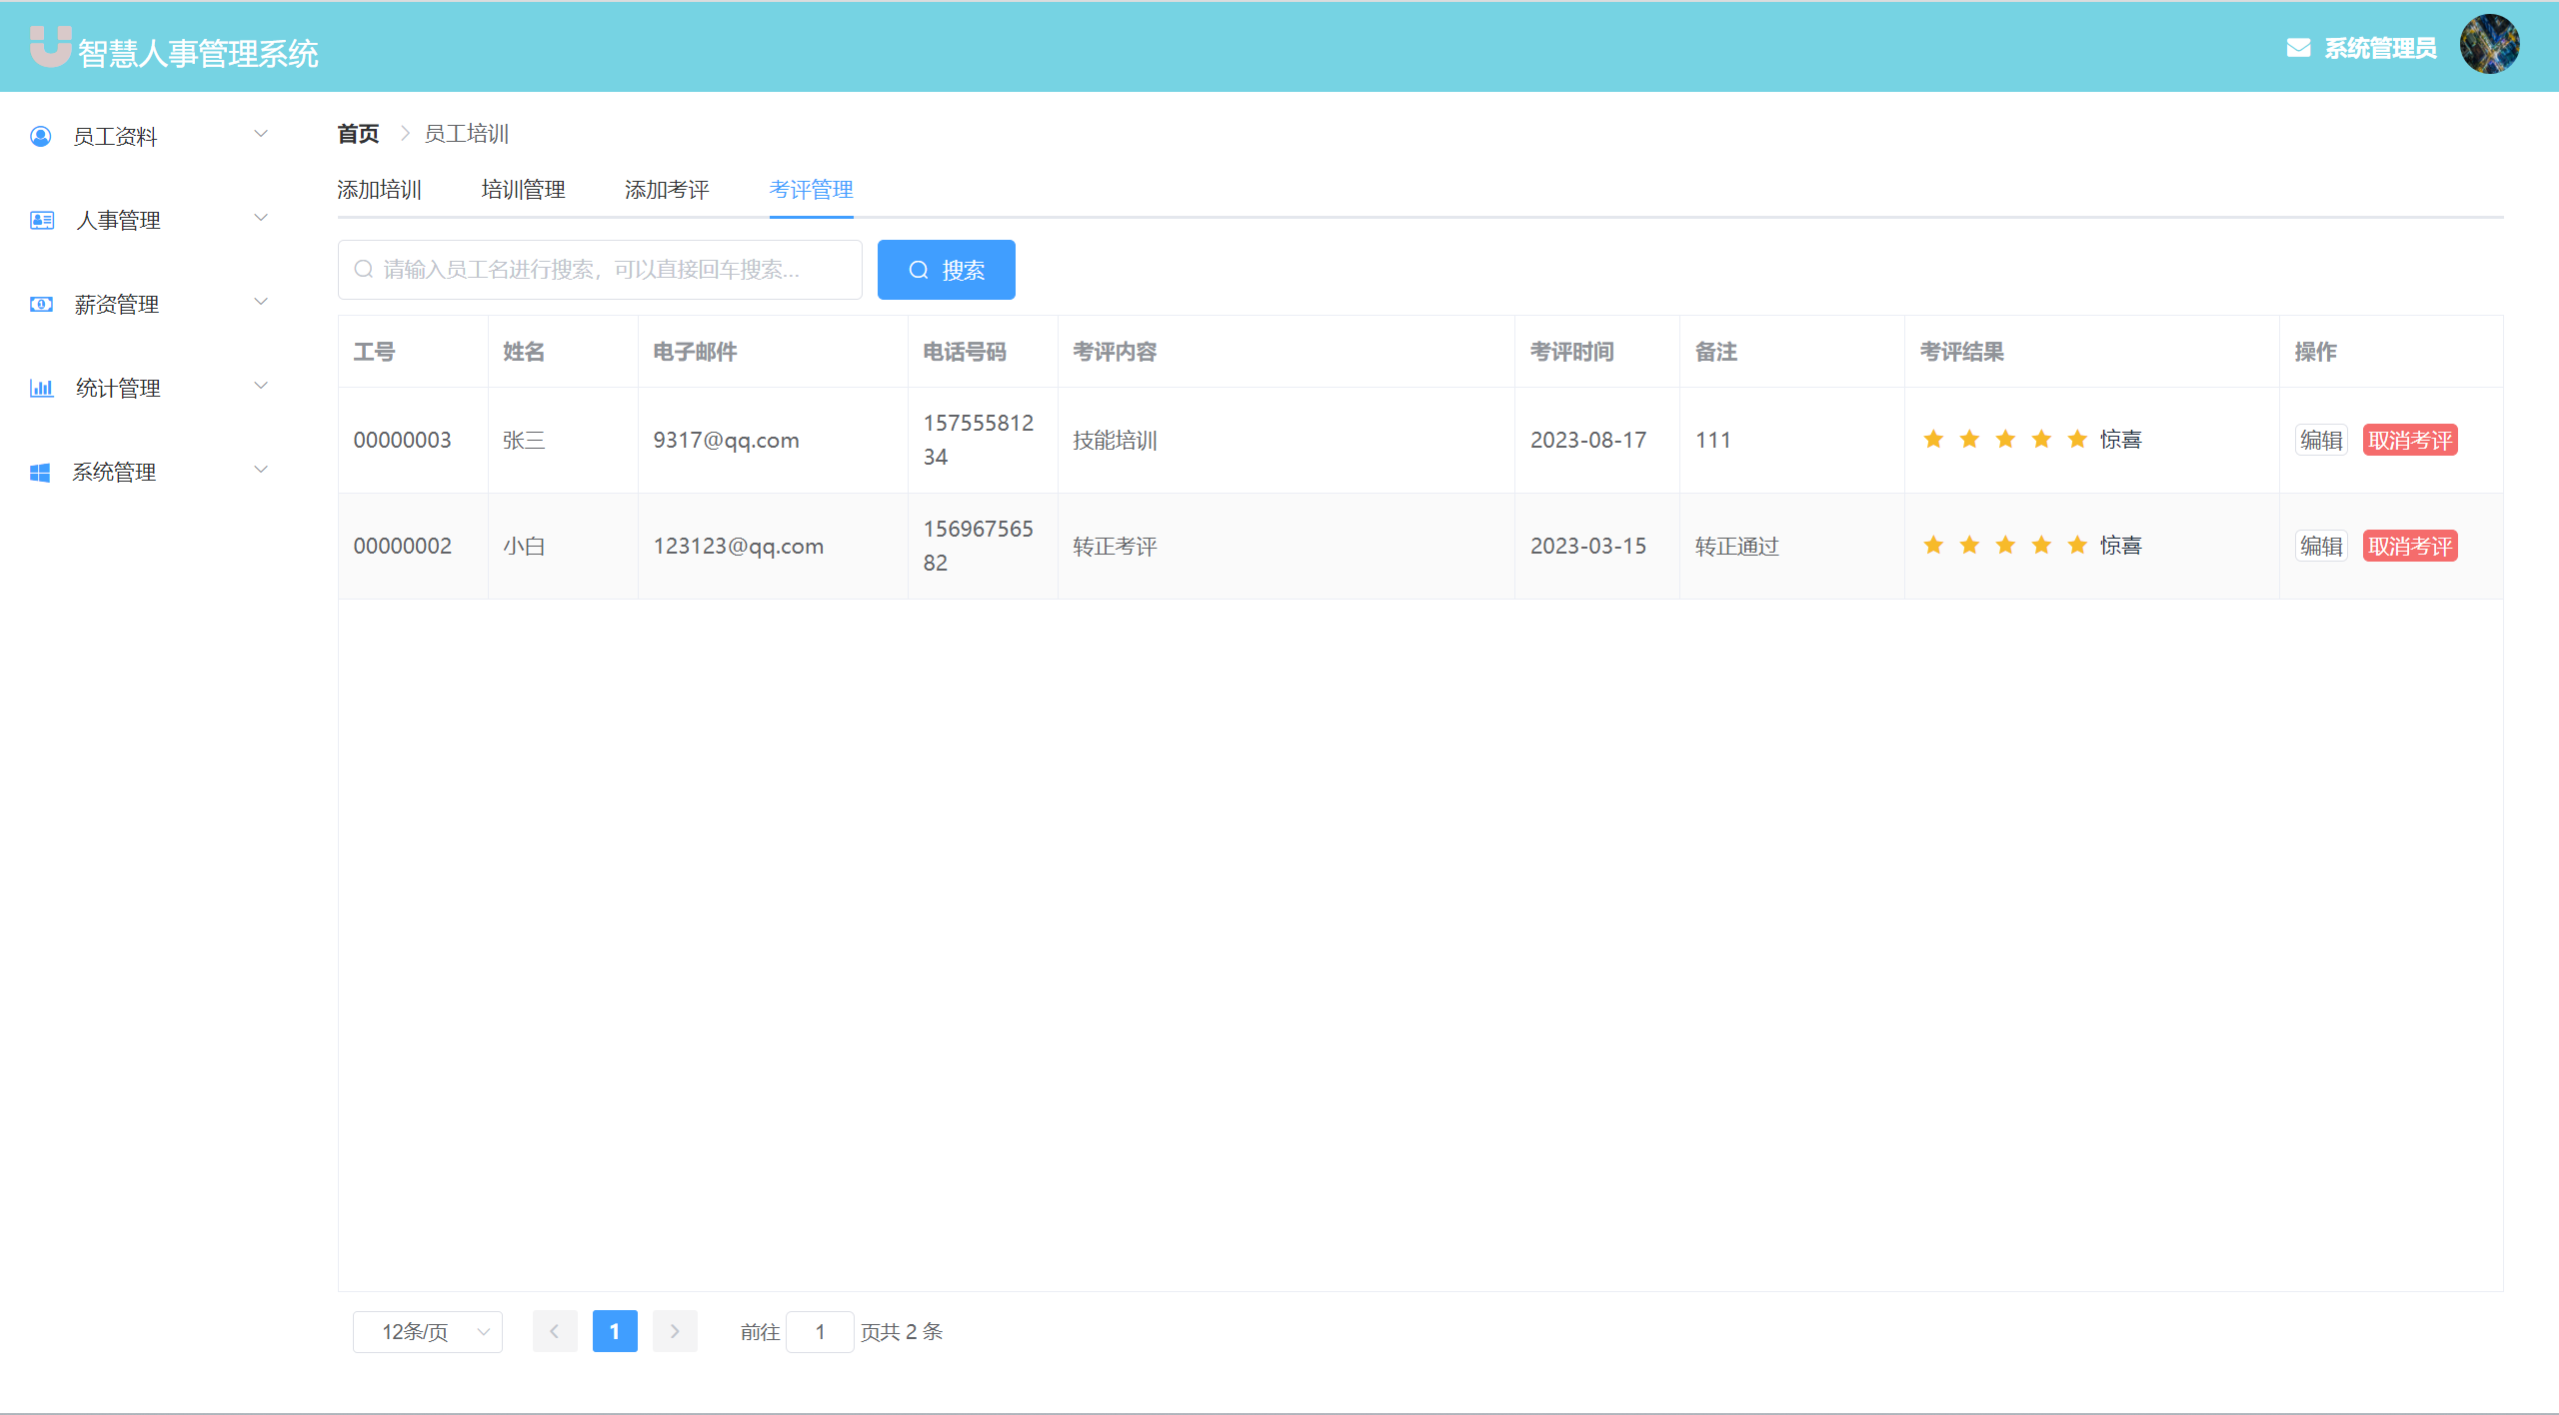 智慧人事管理系统
系统管理员
员工资料
人事管理
薪资管理
统计管理
系统管理
首页 员工培训
添加培训 培训管理 添加考评 考评管理
请输入员工名进行搜索，可以直接回车搜索...
搜索
工号 姓名 电子邮件 电话号码 考评内容 考评时间 备注 考评结果 操作
00000003 张三 9317@qq.com 157555812
34 技能培训 2023-08-17 111 惊喜 编辑 取消考评
00000002 小白 123123@qq.com 156967565
82 转正考评 2023-03-15 转正通过 惊喜 编辑 取消考评
12条/页 1 前往 1 页共 2 条